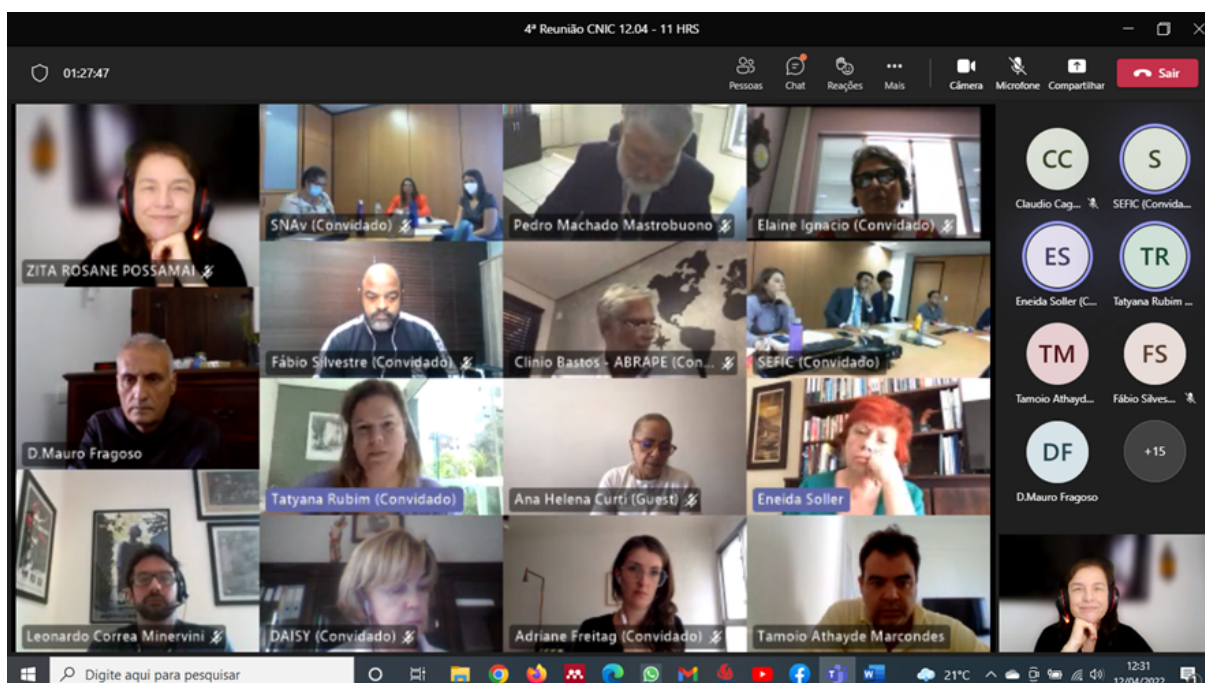 4ª Reunião CNIC 12.04 - 11 HRS
01:27:47
Pessoas
Chat
Reações
Mais
Câmera
Microfone
Compartilhar
Sair
ZITA ROSANE POSSAMAI
SNAv (Convidado)
Pedro Machado Mastrobuono
Elaine Ignacio (Convidado)
D.Mauro Fragoso
Fábio Silvestre (Convidado)
Clinio Bastos - ABRAPE (Con...
SEFIC (Convidado)
Tatyana Rubim (Convidado)
Ana Helena Curti (Guest)
Eneida Soller
Leonardo Correa Minervini
DAISY (Convidado)
Adriane Freitag (Convidado)
Tamoio Athayde Marcondes
CC
S
Claudio Cag...
SEFIC (Convida...
ES
TR
Eneida Soller (C...
Tatyana Rubim ...
TM
FS
Tamoio Athayd...
Fábio Silves...
DF
+15
D.Mauro Fragoso
Digite aqui para pesquisar
21°C
12:31
12/04/2022